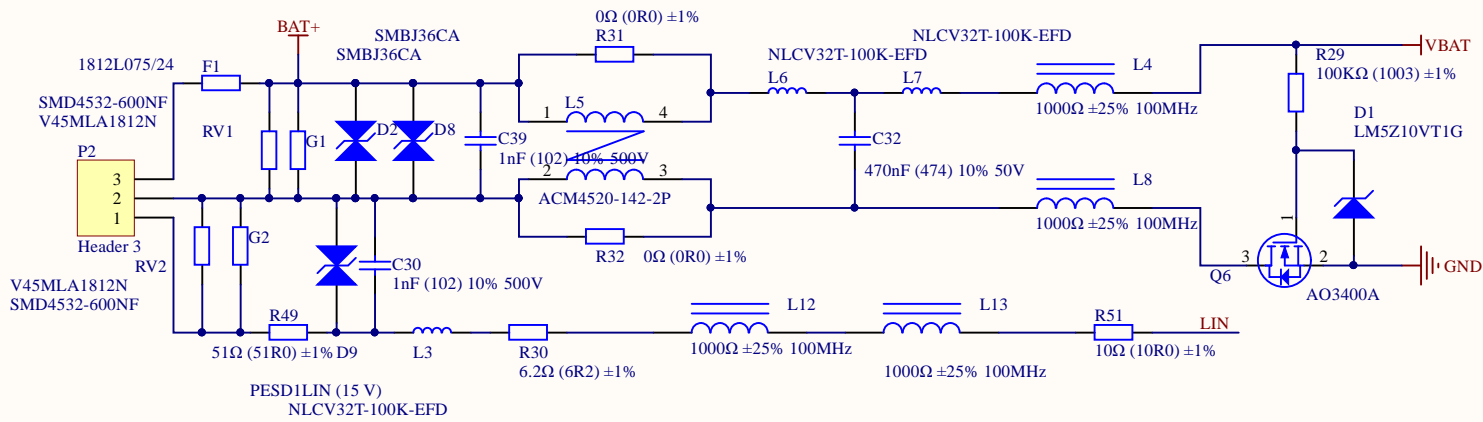 0Ω (0R0) ±1%
BAT+
SMBJ36CA
SMBJ36CA
R31
NLCV32T-100K-EFD
NLCV32T-100K-EFD
VBAT
1812L075/24
F1
L6
L7
L4
R29
100KΩ (1003) ±1%
SMD4532-600NF
V45MLA1812N
L5
1
4
1000Ω ±25% 100MHz
D1
LM5Z10VT1G
RV1
G1
D2
D8
C39
1nF (102) 10% 500V
C32
470nF (474) 10% 50V
P2
3
2
1
Header 3
2
3
ACM4520-142-2P
L8
1000Ω ±25% 100MHz
1
RV2
G2
R32
0Ω (0R0) ±1%
3
2
GND
Q6
AO3400A
C30
1nF (102) 10% 500V
V45MLA1812N
SMD4532-600NF
R49
51Ω (51R0) ±1%
D9
L3
R30
6.2Ω (6R2) ±1%
L12
1000Ω ±25% 100MHz
L13
1000Ω ±25% 100MHz
R51
10Ω (10R0) ±1%
LIN
PESD1LIN (15 V)
NLCV32T-100K-EFD